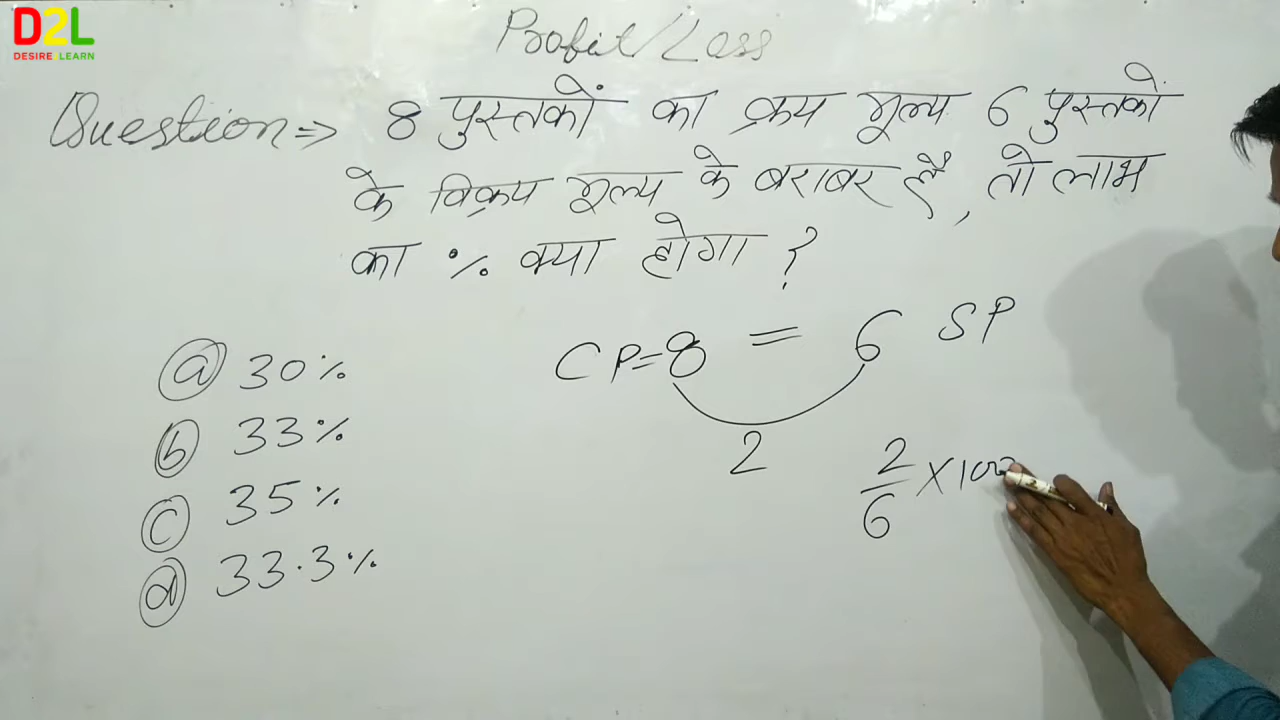 D2L
DESIRE LEARN
Profit/Loss
Question⇒ 8 पुस्तकों का क्रय मूल्य 6 पुस्तकों
के विक्रय मूल्य के बराबर है, तो लाभ
का % क्या होगा ?
CP=8 = 6 SP
2
2/6 ×100
ⓐ 30%
ⓑ 33%
ⓒ 35%
ⓓ 33.3%